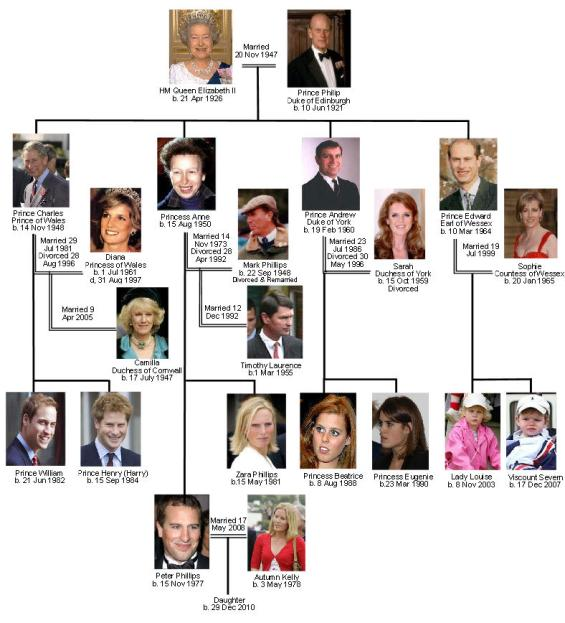 Married
20 Nov 1947
HM Queen Elizabeth II
b. 21 Apr 1926
Prince Philip
Duke of Edinburgh
b. 10 Jun 1921
Prince Charles
Prince of Wales
b. 14 Nov 1948
Princess Anne
b. 15 Aug 1950
Prince Andrew
Duke of York
b. 19 Feb 1960
Prince Edward
Earl of Wessex
b. 10 Mar 1964
Married 29
Jul 1981
Divorced 28
Aug 1996
Diana
Princess of Wales
b. 1 Jul 1961
d, 31 Aug 1997
Married 14
Nov 1973
Divorced 28
Apr 1992
Mark Phillips
b. 22 Sep 1948
Divorced & Remarried
Married 23
Jul 1986
Divorced 30
May 1996
Sarah
Duchess of York
b. 15 Oct 1959
Divorced
Married 19
Jul 1999
Sophie
Countess of Wessex
b. 20 Jan 1965
Married 9
Apr 2005
Camilla
Duchess of Cornwall
b. 17 July 1947
Married 12
Dec 1992
Timothy Laurence
b.1 Mar 1955
Prince William
b. 21 Jun 1982
Prince Henry (Harry)
b. 15 Sep 1984
Zara Phillips
b.15 May 1981
Princess Beatrice
b. 8 Aug 1988
Princess Eugenie
b.23 Mar 1990
Lady Louise
b. 8 Nov 2003
Viscount Severn
b. 17 Dec 2007
Married 17
May 2008
Peter Phillips
b. 15 Nov 1977
Autumn Kelly
b. 3 May 1978
Daughter
b. 29 Dec 2010